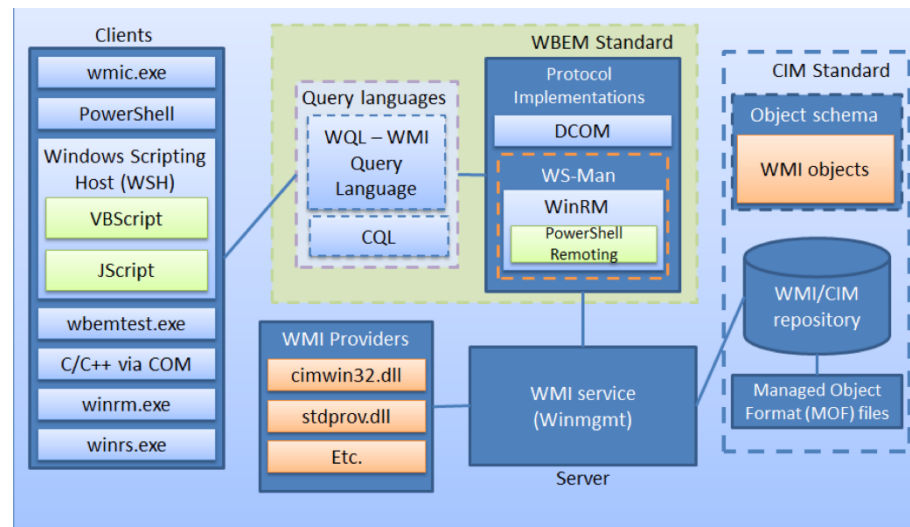 Clients
wmic.exe
PowerShell
Windows Scripting
Host (WSH)
VBScript
JScript
wbemtest.exe
C/C++ via COM
winrm.exe
winrs.exe
WBEM Standard
Query languages
WQL – WMI
Query
Language
CQL
Protocol
Implementations
DCOM
WS-Man
WinRM
PowerShell
Remoting
WMI Providers
cimwin32.dll
stdprov.dll
Etc.
WMI service
(Winmgmt)
Server
CIM Standard
Object schema
WMI objects
WMI/CIM
repository
Managed Object
Format (MOF) files